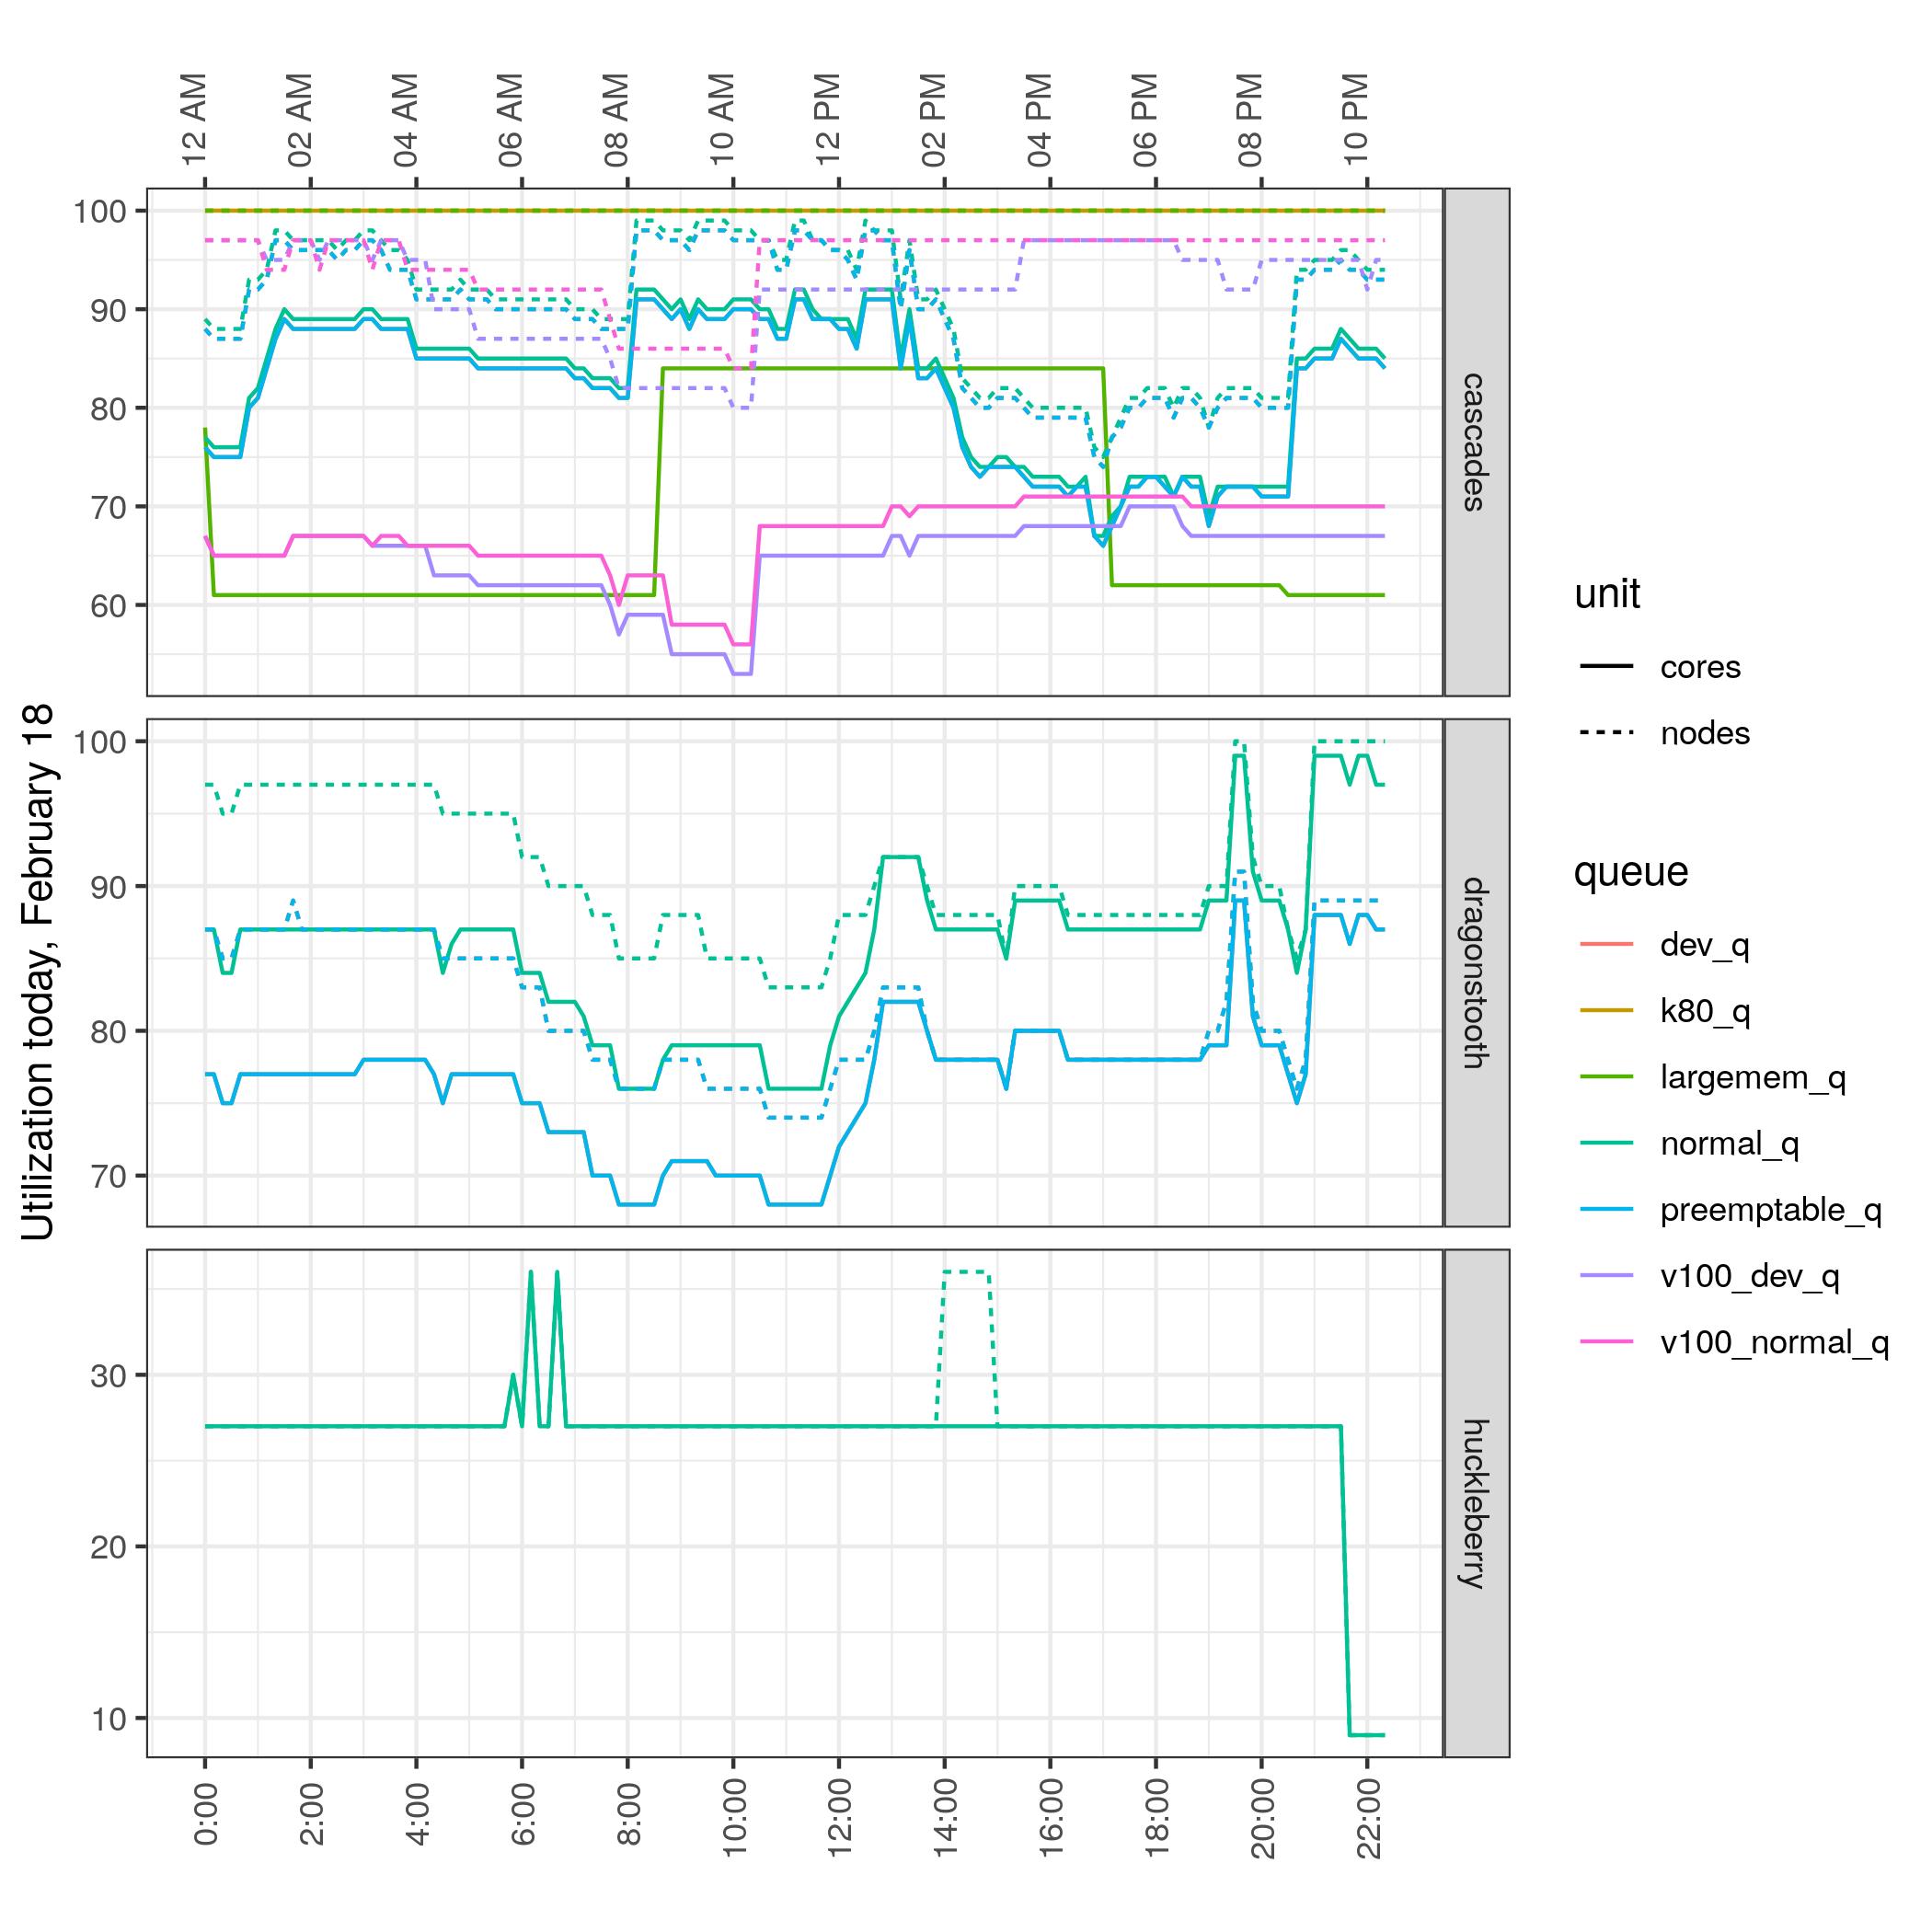 12 AM
02 AM
04 AM
06 AM
08 AM
10 AM
12 PM
02 PM
04 PM
06 PM
08 PM
10 PM
Utilization today, February 18
100
90
80
70
60
cascades
100
90
80
70
dragonstooth
30
20
10
huckleberry
0:00
2:00
4:00
6:00
8:00
10:00
12:00
14:00
16:00
18:00
20:00
22:00
unit
cores
nodes
queue
dev_q
k80_q
largemem_q
normal_q
preemptable_q
v100_dev_q
v100_normal_q